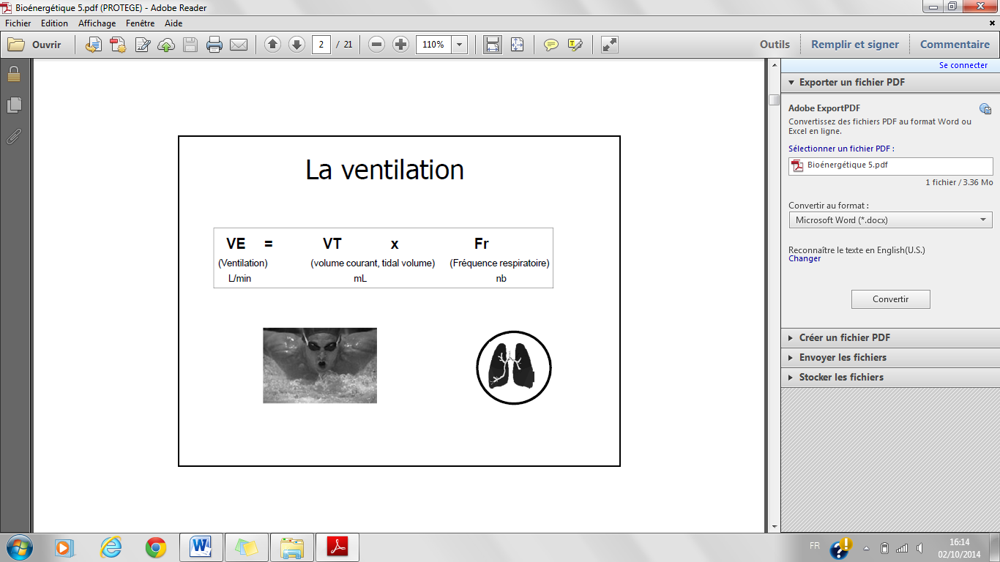 Bioénergétique 5.pdf (PROTEGE) - Adobe Reader
Fichier Edition Affichage Fenêtre Aide
Ouvrir 2 / 21 110% Outils Remplir et signer Commentaire
Se connecter
Exporter un fichier PDF
Adobe ExportPDF
Convertissez des fichiers PDF au format Word ou
Excel en ligne.
Sélectionner un fichier PDF :
Bioénergétique 5.pdf
1 fichier / 3.36 Mo
Convertir au format :
Microsoft Word (*.docx)
Reconnaître le texte en English(U.S.)
Changer
Convertir
Créer un fichier PDF
Envoyer les fichiers
Stocker les fichiers
La ventilation
VE = VT x Fr
(Ventilation) (volume courant, tidal volume) (Fréquence respiratoire)
L/min mL nb
FR
16:14
02/10/2014